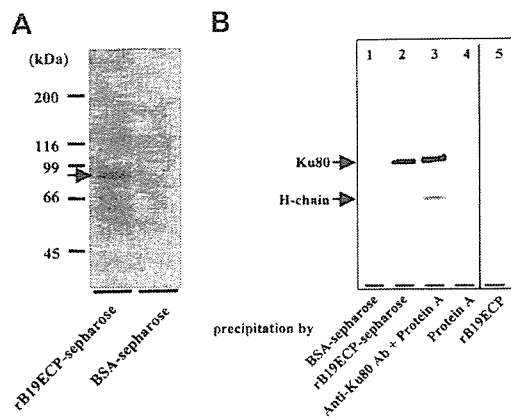 A
(kDa)
200
116
99
66
45
rB19ECP-sepharose
BSA-sepharose
B
1 2 3 4 5
Ku80
H-chain
precipitation by
BSA-sepharose
rB19ECP-sepharose
Anti-Ku80 Ab + Protein A
Protein A
rB19ECP